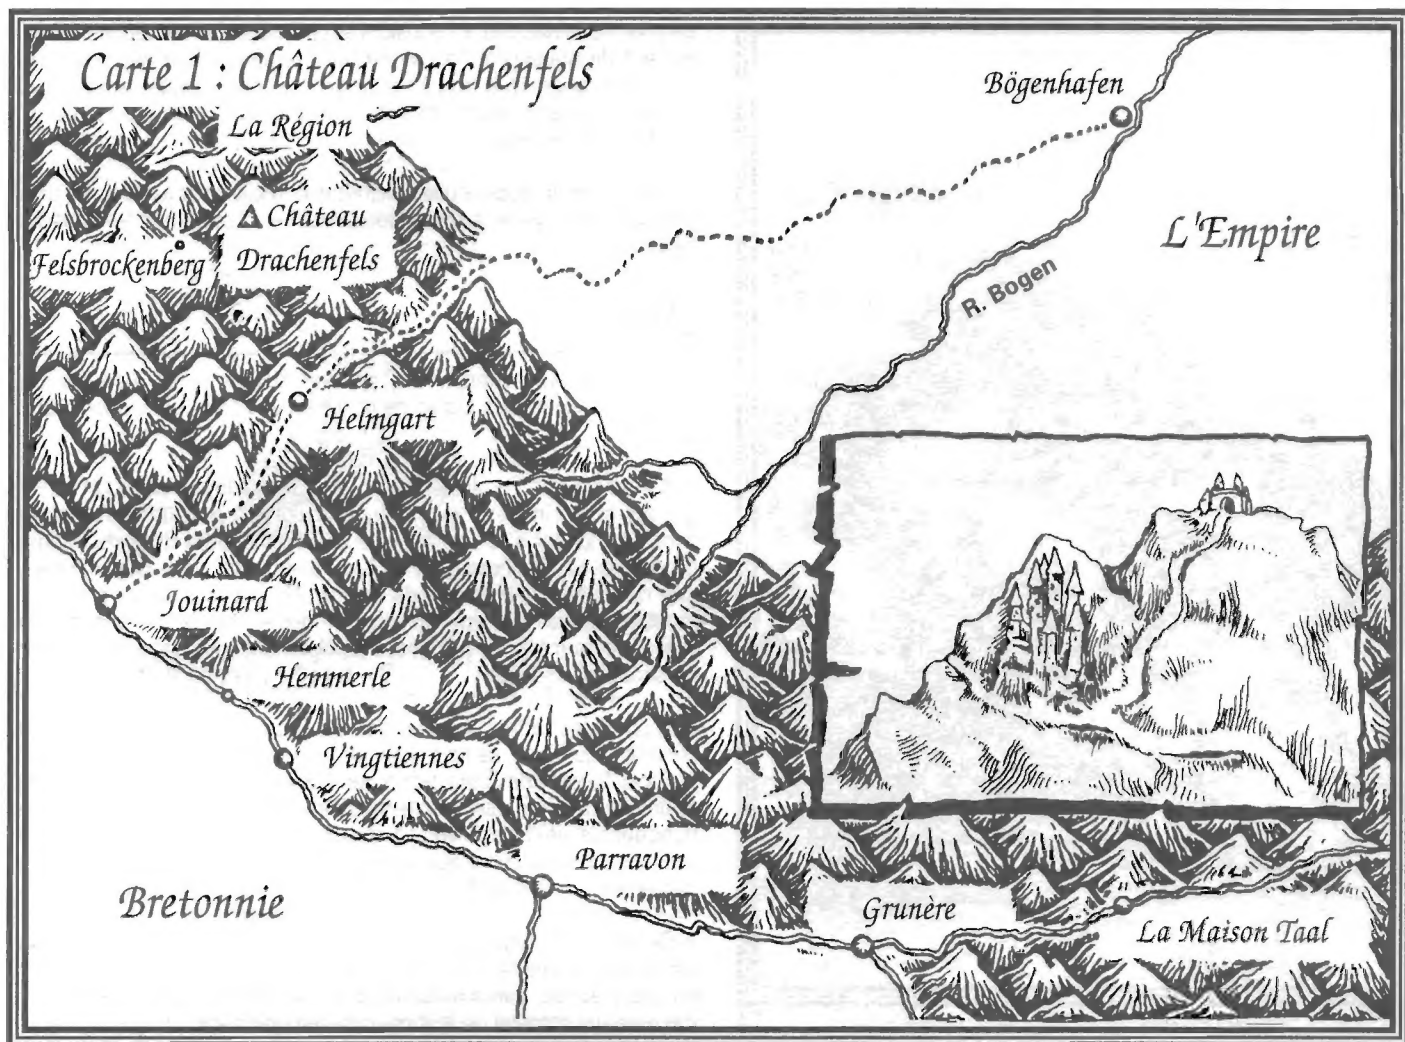 Carte 1 : Château Drachenfels
La Région
Bögenhafen
Château
Drachenfels
Felsbrockenberg
L'Empire
R. Bogen
Helmgart
Jouinard
Hemmerle
Vingtiennes
Parravon
Bretonnie
Grunère
La Maison Taal